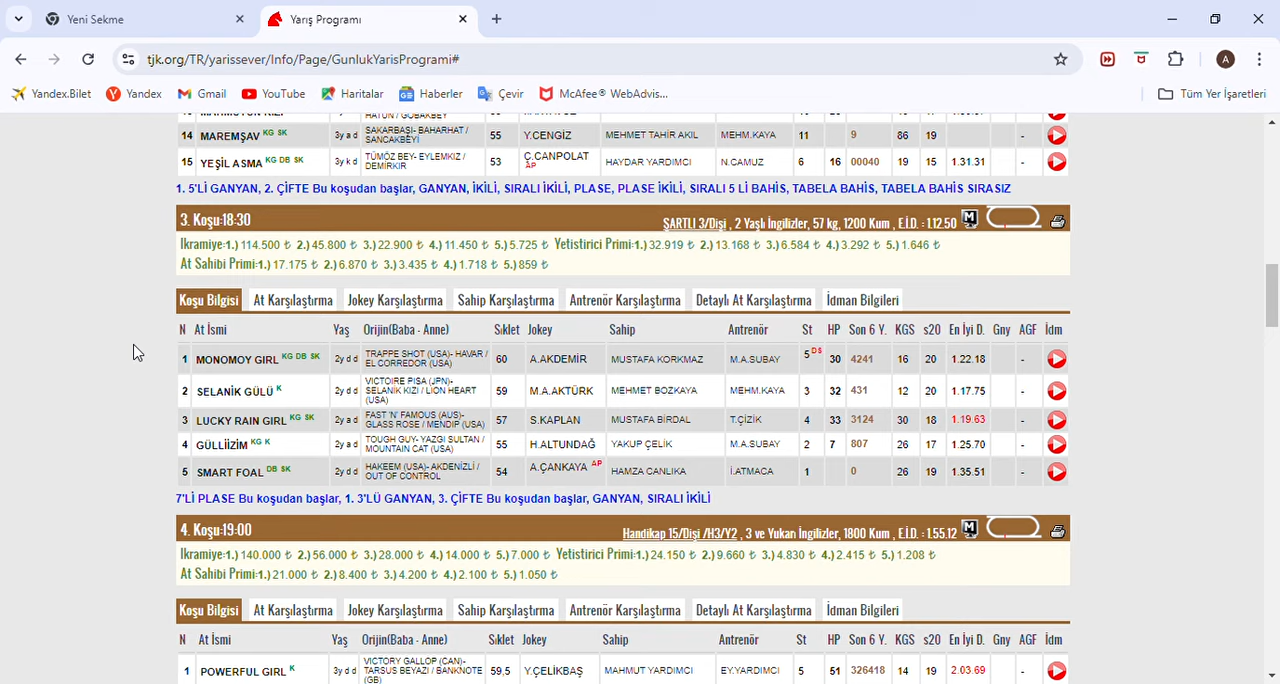 Yeni Sekme
Yarış Programı
tjk.org/TR/yarissever/Info/Page/GunlukYarisProgrami#
A
Yandex.Bilet Yandex Gmail YouTube Haritalar Haberler Çevir McAfee® WebAdvis... Tüm Yer İşaretleri
HATUN / GÖBAKBEY
14 MAREMŞAV KG SK 3y a d SAKARBAŞI- BAHARHAT / SANCAKBEYİ 55 Y.CENGİZ MEHMET TAHİR AKIL MEHM.KAYA 11 9 86 19 -
15 YEŞİL ASMA KG DB SK 3y k d TÜMÖZ BEY- EYLEMKIZ / DEMİRKIR 53 Ç.CANPOLAT AP HAYDAR YARDIMCI N.CAMUZ 6 16 00040 19 15 1.31.31 -
1. 5'Lİ GANYAN, 2. ÇİFTE Bu koşudan başlar, GANYAN, İKİLİ, SIRALI İKİLİ, PLASE, PLASE İKİLİ, SIRALI 5 Lİ BAHİS, TABELA BAHİS, TABELA BAHİS SIRASIZ
3. Koşu:18:30 ŞARTLI 3/Dişi , 2 Yaşlı İngilizler, 57 kg, 1200 Kum , E.İ.D. : 1.12.50 M
Ikramiye:1.) 114.500 ₺ 2.) 45.800 ₺ 3.) 22.900 ₺ 4.) 11.450 ₺ 5.) 5.725 ₺ Yetistirici Primi:1.) 32.919 ₺ 2.) 13.168 ₺ 3.) 6.584 ₺ 4.) 3.292 ₺ 5.) 1.646 ₺
At Sahibi Primi:1.) 17.175 ₺ 2.) 6.870 ₺ 3.) 3.435 ₺ 4.) 1.718 ₺ 5.) 859 ₺
Koşu Bilgisi At Karşılaştırma Jokey Karşılaştırma Sahip Karşılaştırma Antrenör Karşılaştırma Detaylı At Karşılaştırma İdman Bilgileri
N At İsmi Yaş Orijin(Baba - Anne) Sıklet Jokey Sahip Antrenör St HP Son 6 Y. KGS s20 En İyi D. Gny AGF İdm
1 MONOMOY GIRL KG DB SK 2y d d TRAPPE SHOT (USA)- HAVAR / EL CORREDOR (USA) 60 A.AKDEMİR MUSTAFA KORKMAZ M.A.SUBAY 5 DS 30 4241 16 20 1.22.18 -
2 SELANİK GÜLÜ K 2y d d VICTOIRE PISA (JPN)- SELANİK KIZI / LION HEART (USA) 59 M.A.AKTÜRK MEHMET BOZKAYA MEHM.KAYA 3 32 431 12 20 1.17.75 -
3 LUCKY RAIN GIRL KG SK 2y a d FAST 'N' FAMOUS (AUS)- GLASS ROSE / MENDIP (USA) 57 S.KAPLAN MUSTAFA BİRDAL T.ÇİZİK 4 33 3124 30 18 1.19.63 -
4 GÜLLİİZİM KG K 2y a d TOUGH GUY- YAZGI SULTAN / MOUNTAIN CAT (USA) 55 H.ALTUNDAĞ YAKUP ÇELİK M.A.SUBAY 2 7 807 26 17 1.25.70 -
5 SMART FOAL DB SK 2y d d HAKEEM (USA)- AKDENİZLİ / OUT OF CONTROL 54 A.ÇANKAYA AP HAMZA CANLIKA İ.ATMACA 1 0 26 19 1.35.51 -
7'Lİ PLASE Bu koşudan başlar, 1. 3'LÜ GANYAN, 3. ÇİFTE Bu koşudan başlar, GANYAN, SIRALI İKİLİ
4. Koşu:19:00 Handikap 15/Dişi /H3/Y2 , 3 ve Yukarı İngilizler, 1800 Kum , E.İ.D. : 1.55.12 M
Ikramiye:1.) 140.000 ₺ 2.) 56.000 ₺ 3.) 28.000 ₺ 4.) 14.000 ₺ 5.) 7.000 ₺ Yetistirici Primi:1.) 24.150 ₺ 2.) 9.660 ₺ 3.) 4.830 ₺ 4.) 2.415 ₺ 5.) 1.208 ₺
At Sahibi Primi:1.) 21.000 ₺ 2.) 8.400 ₺ 3.) 4.200 ₺ 4.) 2.100 ₺ 5.) 1.050 ₺
Koşu Bilgisi At Karşılaştırma Jokey Karşılaştırma Sahip Karşılaştırma Antrenör Karşılaştırma Detaylı At Karşılaştırma İdman Bilgileri
N At İsmi Yaş Orijin(Baba - Anne) Sıklet Jokey Sahip Antrenör St HP Son 6 Y. KGS s20 En İyi D. Gny AGF İdm
1 POWERFUL GIRL K 3y d d VICTORY GALLOP (CAN)- TARSUS BEYAZI / BANKNOTE (GB) 59,5 Y.ÇELİKBAŞ MAHMUT YARDIMCI EY.YARDIMCI 5 51 326418 14 19 2.03.69 -